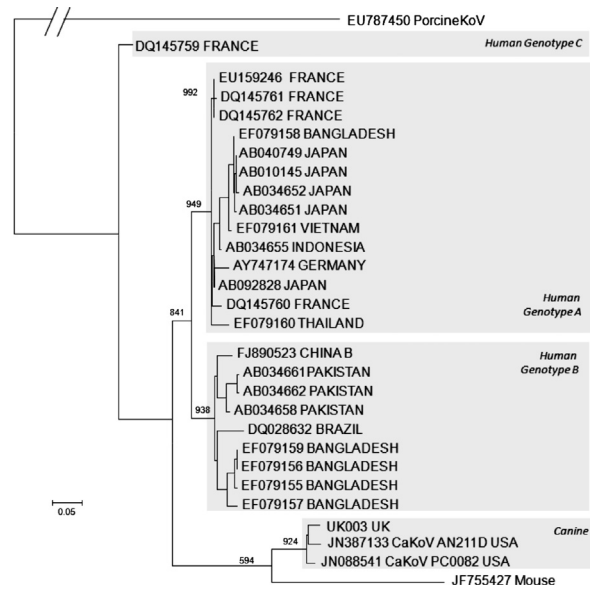 EU787450 PorcineKoV
DQ145759 FRANCE
Human Genotype C
EU159246 FRANCE
992
DQ145761 FRANCE
DQ145762 FRANCE
EF079158 BANGLADESH
AB040749 JAPAN
AB010145 JAPAN
AB034652 JAPAN
949
AB034651 JAPAN
EF079161 VIETNAM
AB034655 INDONESIA
AY747174 GERMANY
AB092828 JAPAN
DQ145760 FRANCE
Human
Genotype A
841
EF079160 THAILAND
FJ890523 CHINA B
Human
Genotype B
AB034661 PAKISTAN
AB034662 PAKISTAN
938
AB034658 PAKISTAN
DQ028632 BRAZIL
EF079159 BANGLADESH
EF079156 BANGLADESH
EF079155 BANGLADESH
EF079157 BANGLADESH
0.05
UK003 UK
Canine
924
JN387133 CaKoV AN211D USA
594
JN088541 CaKoV PC0082 USA
JF755427 Mouse